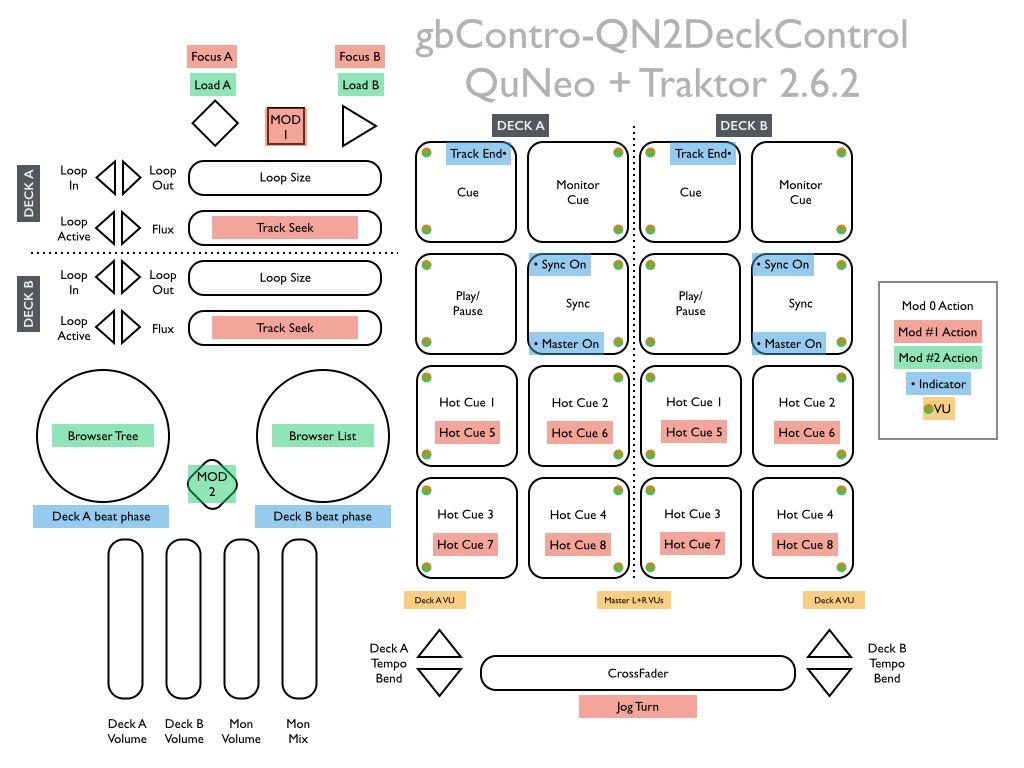 gbContro-QN2DeckControl
QuNeo + Traktor 2.6.2
Focus A
Focus B
Load A
Load B
MOD
1
DECK A
Loop
In
Loop
Out
Loop Size
Loop
Active
Flux
Track Seek
DECK B
Loop
In
Loop
Out
Loop Size
Loop
Active
Flux
Track Seek
Browser Tree
Browser List
MOD
2
Deck A beat phase
Deck B beat phase
Deck A
Volume
Deck B
Volume
Mon
Volume
Mon
Mix
DECK A
DECK B
Track End•
Cue
Monitor
Cue
Track End•
Cue
Monitor
Cue
Play/
Pause
• Sync On
Sync
• Master On
Play/
Pause
• Sync On
Sync
• Master On
Hot Cue 1
Hot Cue 5
Hot Cue 2
Hot Cue 6
Hot Cue 1
Hot Cue 5
Hot Cue 2
Hot Cue 6
Hot Cue 3
Hot Cue 7
Hot Cue 4
Hot Cue 8
Hot Cue 3
Hot Cue 7
Hot Cue 4
Hot Cue 8
Deck A VU
Master L+R VUs
Deck A VU
Deck A
Tempo
Bend
CrossFader
Jog Turn
Deck B
Tempo
Bend
Mod 0 Action
Mod #1 Action
Mod #2 Action
• Indicator
VU